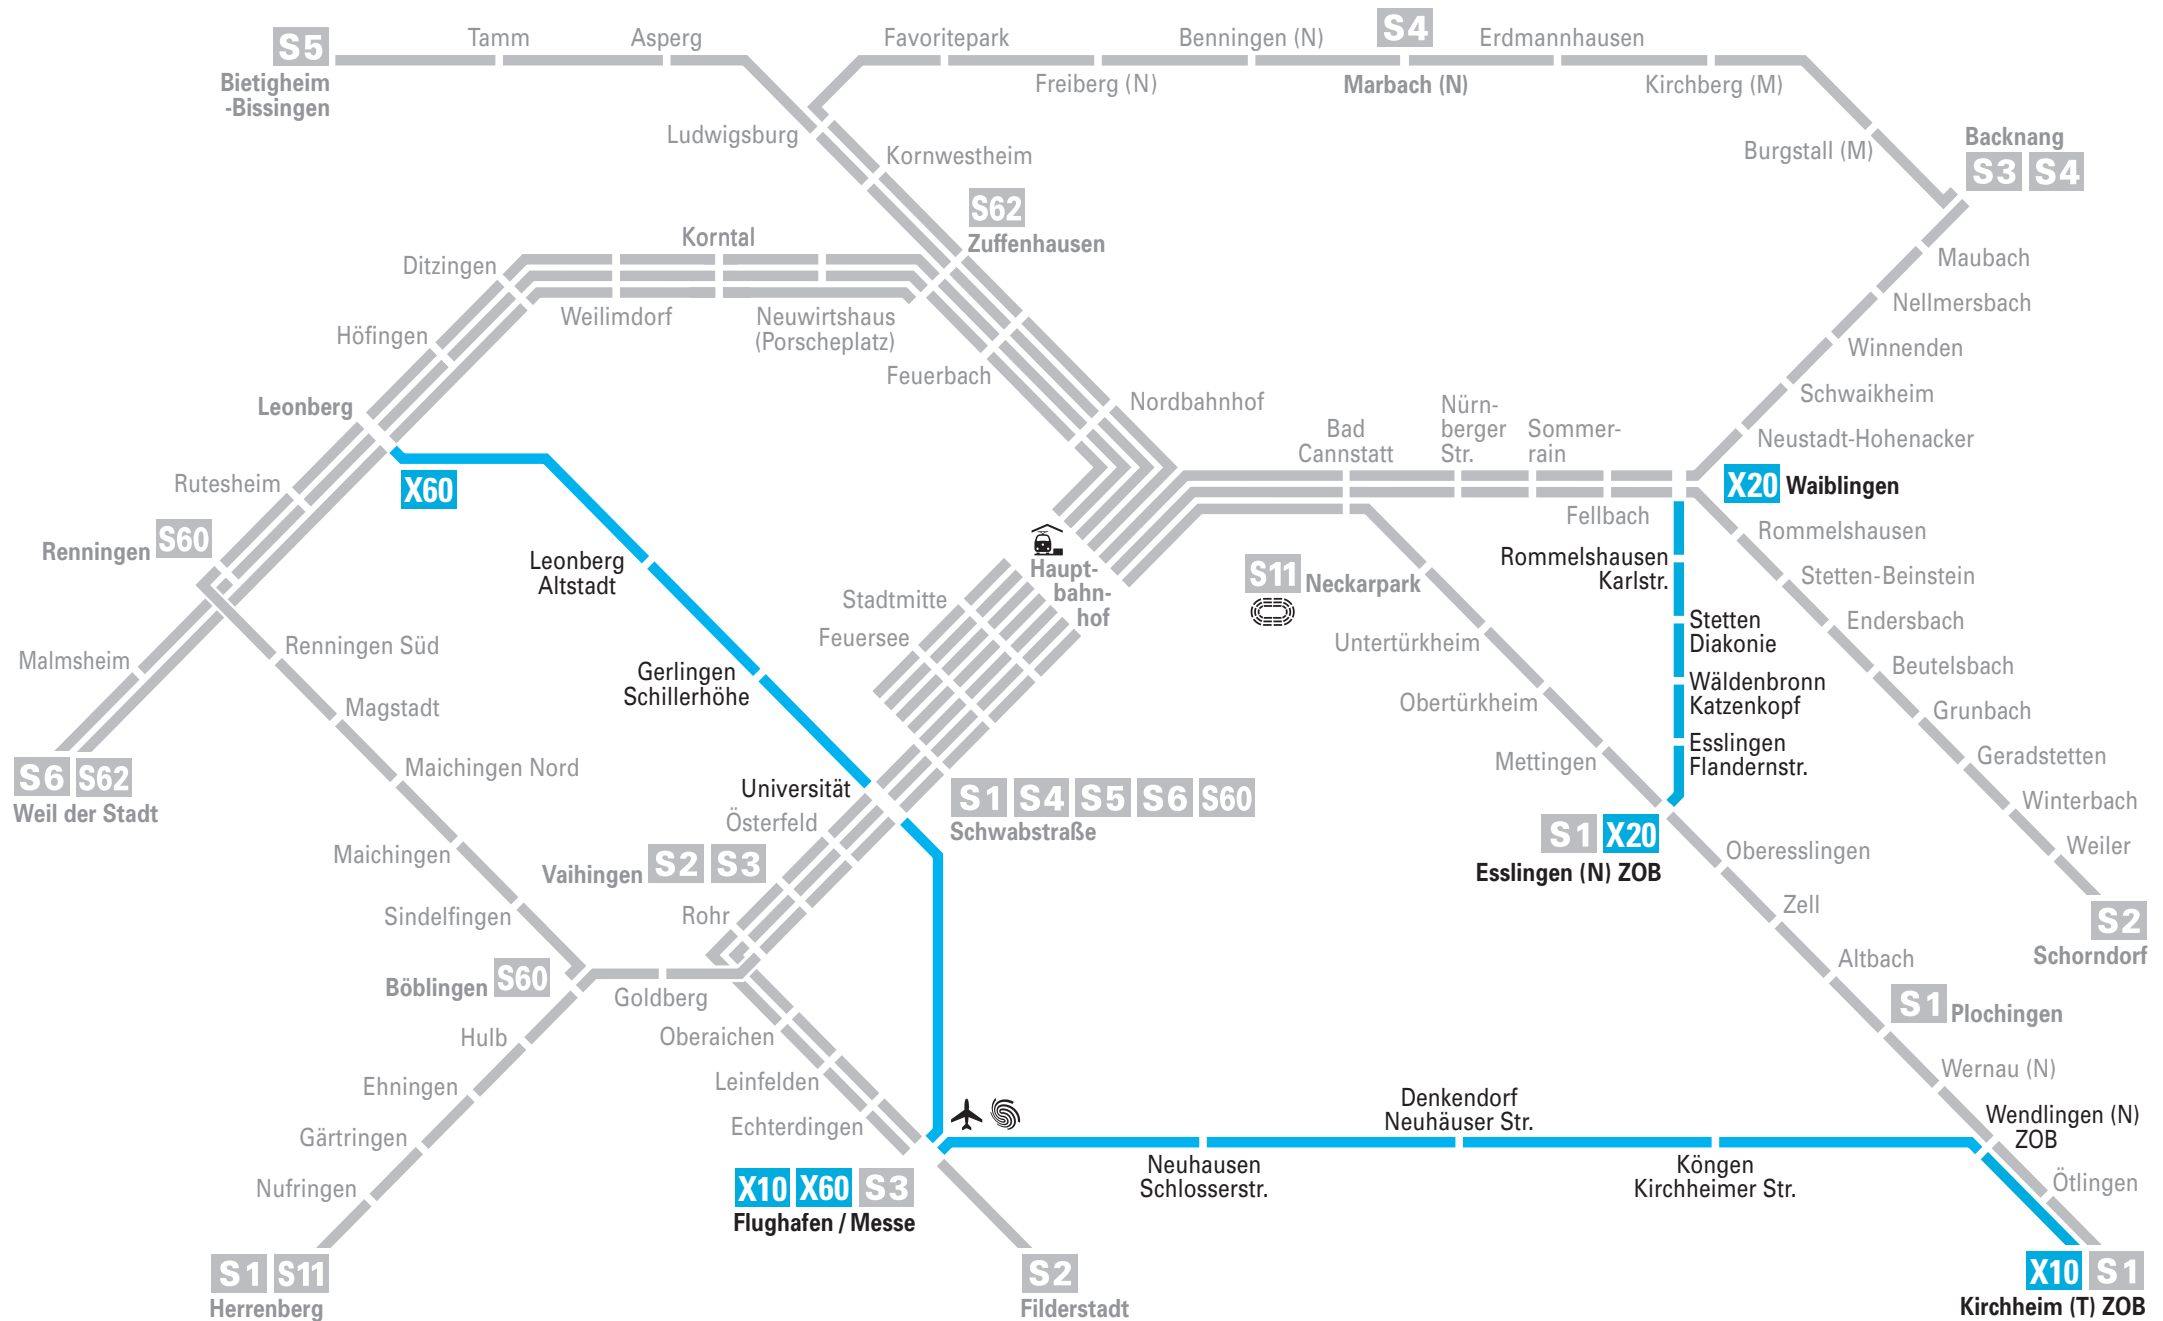 S5
Bietigheim
-Bissingen
Tamm
Asperg
Favoritepark
Freiberg (N)
Benningen (N)
S4
Marbach (N)
Erdmannhausen
Kirchberg (M)
Burgstall (M)
Backnang
S3 S4
Ludwigsburg
Kornwestheim
S62
Zuffenhausen
Korntal
Ditzingen
Weilimdorf
Neuwirtshaus
(Porscheplatz)
Höfingen
Feuerbach
Leonberg
X60
Nordbahnhof
Bad
Cannstatt
Nürn-
berger
Str.
Sommer-
rain
Fellbach
Maubach
Nellmersbach
Winnenden
Schwaikheim
Neustadt-Hohenacker
X20 Waiblingen
Rutesheim
Renningen S60
Leonberg
Altstadt
Haupt-
bahn-
hof
Stadtmitte
Feuersee
S11 Neckarpark
Rommelshausen
Karlstr.
Rommelshausen
Stetten-Beinstein
Endersbach
Beutelsbach
Grunbach
Geradstetten
Winterbach
Weiler
S2
Schorndorf
Stetten
Diakonie
Wäldenbronn
Katzenkopf
Esslingen
Flandernstr.
Untertürkheim
Obertürkheim
Mettingen
S1 X20
Esslingen (N) ZOB
Malmsheim
S6 S62
Weil der Stadt
Renningen Süd
Magstadt
Maichingen Nord
Maichingen
Sindelfingen
Böblingen S60
Gerlingen
Schillerhöhe
Universität
S1 S4 S5 S6 S60
Schwabstraße
Österfeld
Vaihingen S2 S3
Rohr
Goldberg
Hulb
Ehningen
Gärtringen
Nufringen
S1 S11
Herrenberg
Oberaichen
Leinfelden
Echterdingen
X10 X60 S3
Flughafen / Messe
S2
Filderstadt
Neuhausen
Schlosserstr.
Denkendorf
Neuhäuser Str.
Köngen
Kirchheimer Str.
Oberesslingen
Zell
Altbach
S1 Plochingen
Wernau (N)
Wendlingen (N)
ZOB
Ötlingen
X10 S1
Kirchheim (T) ZOB